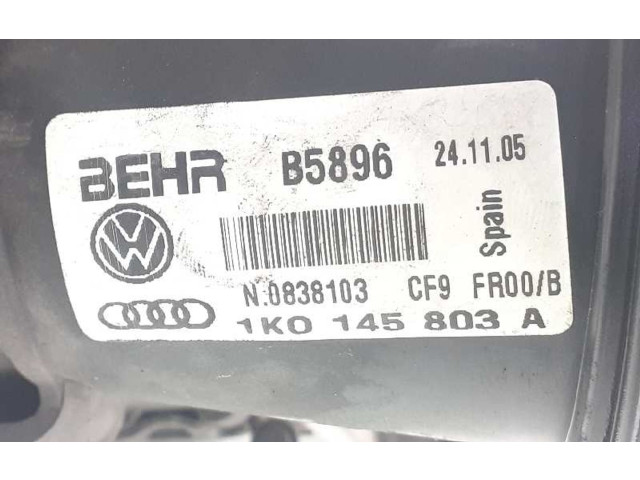 BEHR B5896 24.11.05
Spain
N.0838103 CF9 FR00/B
1K0 145 803 A